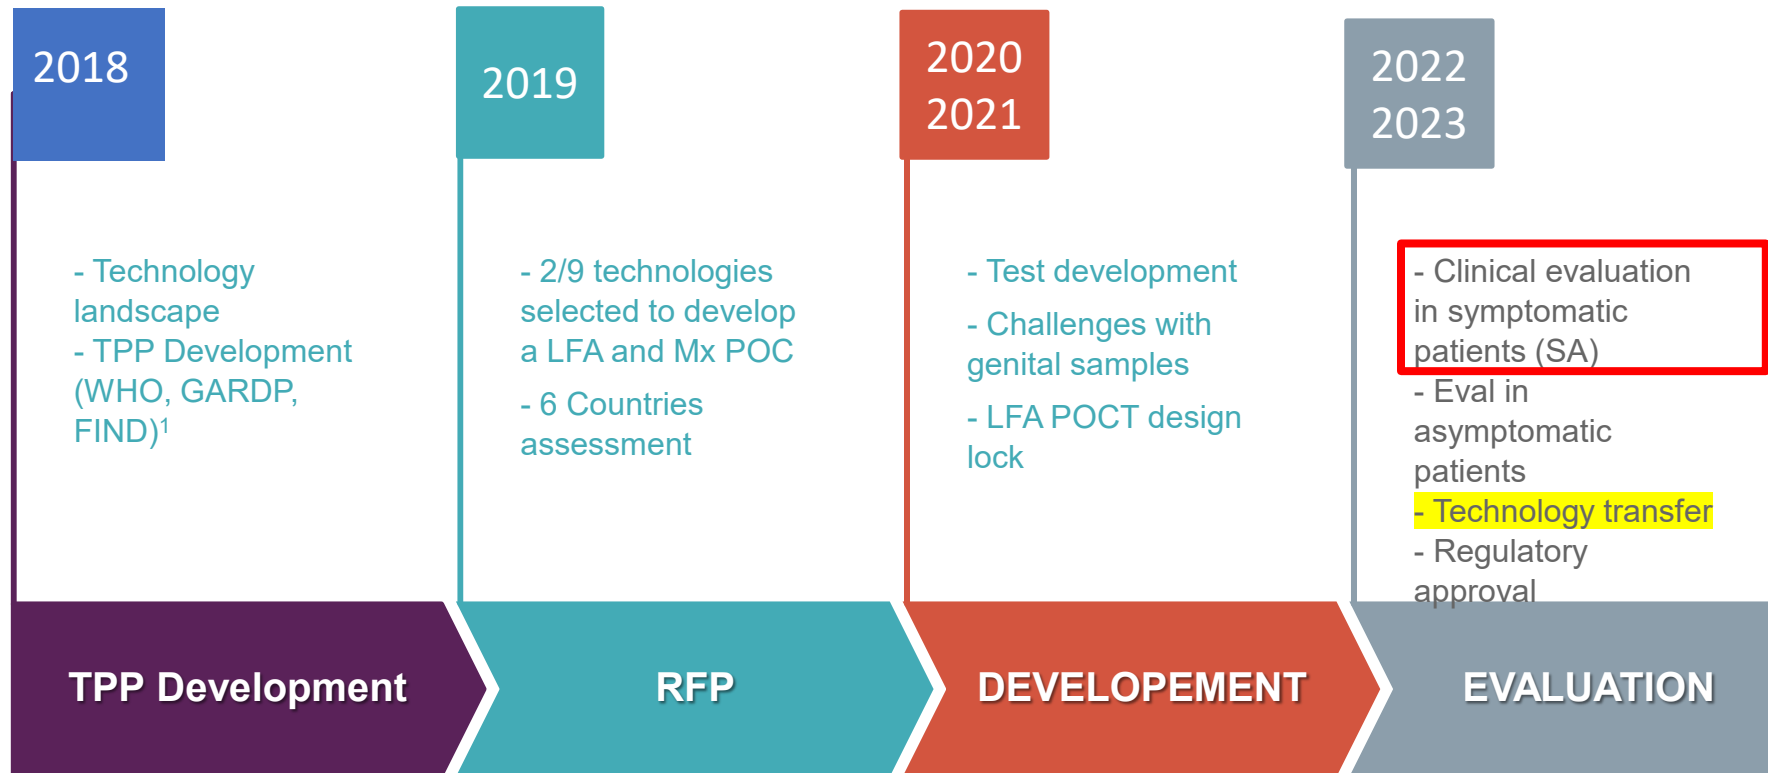 2018
- Technology
landscape
- TPP Development
(WHO, GARDP,
FIND)1
2019
- 2/9 technologies
selected to develop
a LFA and Mx POC
- 6 Countries
assessment
2020
2021
- Test development
- Challenges with
genital samples
- LFA POCT design
lock
2022
2023
- Clinical evaluation
in symptomatic
patients (SA)
- Eval in
asymptomatic
patients
- Technology transfer
- Regulatory
approval
TPP Development
RFP
DEVELOPEMENT
EVALUATION